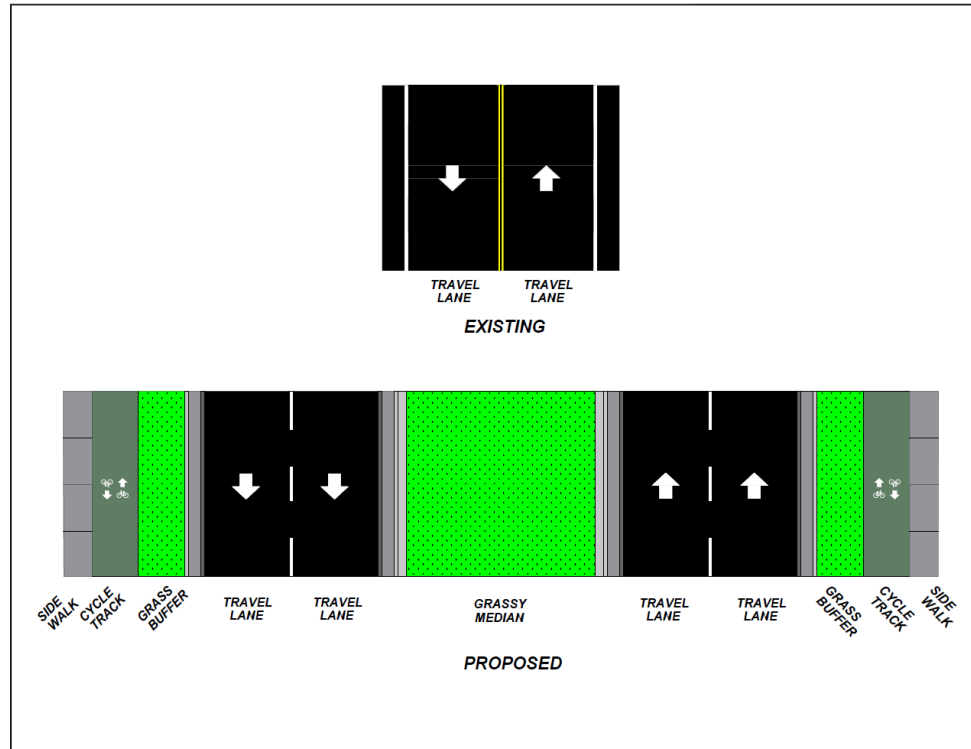 TRAVEL
LANE
TRAVEL
LANE
EXISTING
SIDE
WALK
CYCLE
TRACK
GRASS
BUFFER
TRAVEL
LANE
TRAVEL
LANE
GRASSY
MEDIAN
TRAVEL
LANE
TRAVEL
LANE
GRASS
BUFFER
CYCLE
TRACK
SIDE
WALK
PROPOSED